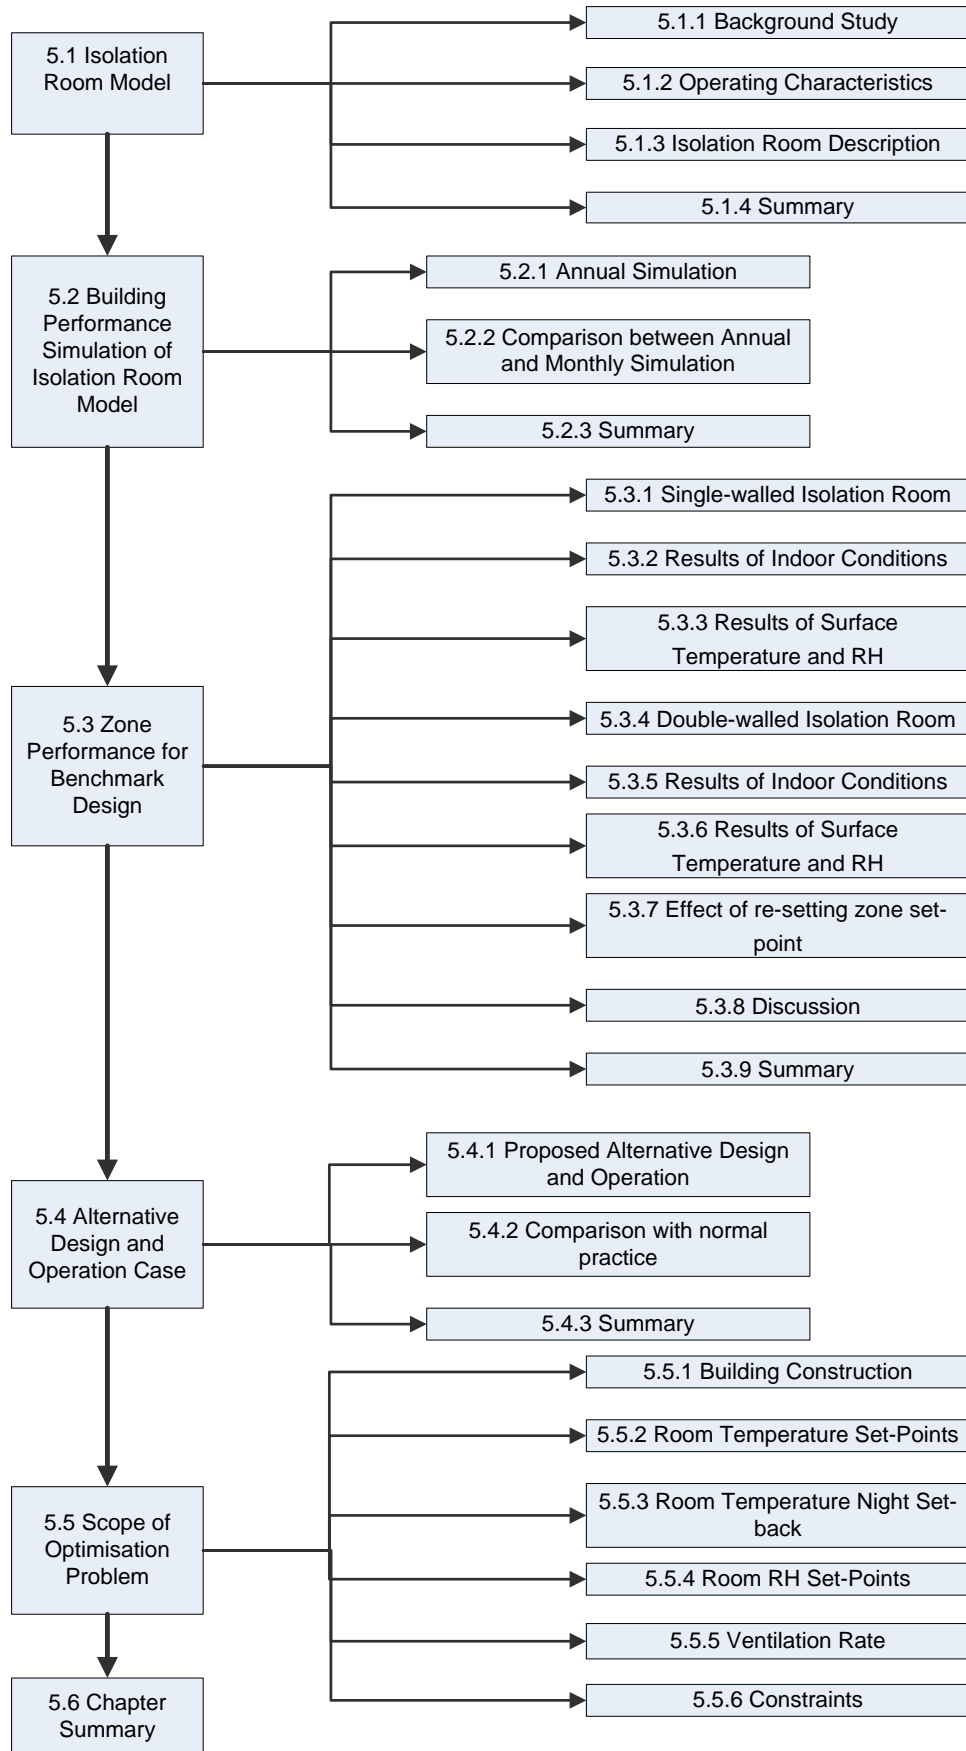 5.1 Isolation
Room Model
5.1.1 Background Study
5.1.2 Operating Characteristics
5.1.3 Isolation Room Description
5.1.4 Summary
5.2 Building
Performance
Simulation of
Isolation Room
Model
5.2.1 Annual Simulation
5.2.2 Comparison between Annual
and Monthly Simulation
5.2.3 Summary
5.3 Zone
Performance for
Benchmark
Design
5.3.1 Single-walled Isolation Room
5.3.2 Results of Indoor Conditions
5.3.3 Results of Surface
Temperature and RH
5.3.4 Double-walled Isolation Room
5.3.5 Results of Indoor Conditions
5.3.6 Results of Surface
Temperature and RH
5.3.7 Effect of re-setting zone set-
point
5.3.8 Discussion
5.3.9 Summary
5.4 Alternative
Design and
Operation Case
5.4.1 Proposed Alternative Design
and Operation
5.4.2 Comparison with normal
practice
5.4.3 Summary
5.5 Scope of
Optimisation
Problem
5.5.1 Building Construction
5.5.2 Room Temperature Set-Points
5.5.3 Room Temperature Night Set-
back
5.5.4 Room RH Set-Points
5.5.5 Ventilation Rate
5.5.6 Constraints
5.6 Chapter
Summary